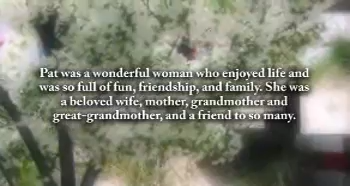 Pat was a wonderful woman who enjoyed life and
was so full of fun, friendship, and family. She was
a beloved wife, mother, grandmother and
great-grandmother, and a friend to so many.